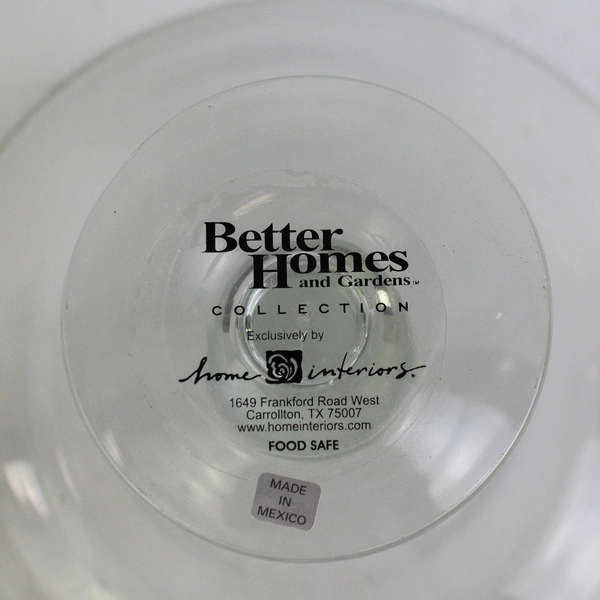 Better
Homes
and Gardens™
COLLECTION
Exclusively by
home interiors.
1649 Frankford Road West
Carrollton, TX 75007
www.homeinteriors.com
FOOD SAFE
MADE
IN
MEXICO